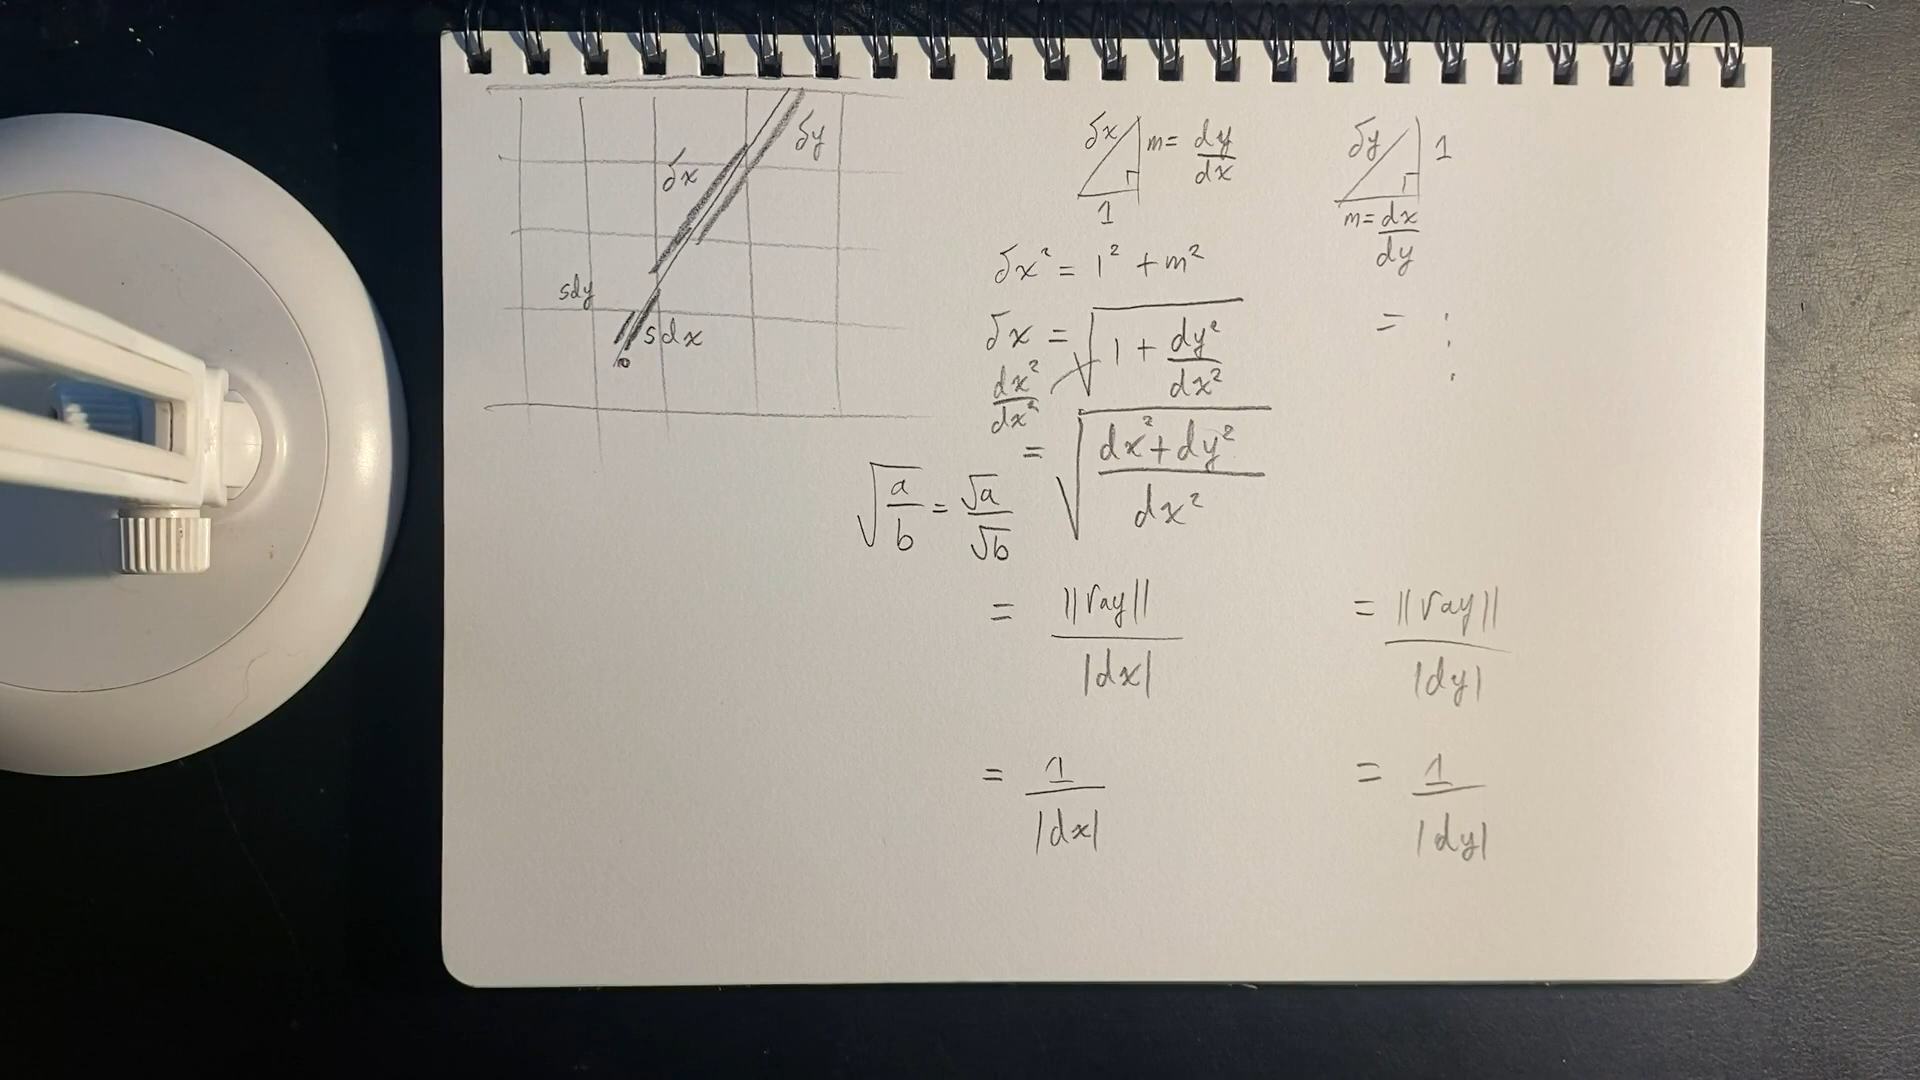 δx
δy
sdy
sdx
δx
m = dy/dx
1
δy
1
m = dx/dy
δx² = 1² + m²
δx = √(1 + dy²/dx²)
= ⋮
dx²/dx²
= √((dx² + dy²)/dx²)
√(a/b) = √a/√b
= ||ray||/|dx|
= ||ray||/|dy|
= 1/|dx|
= 1/|dy|